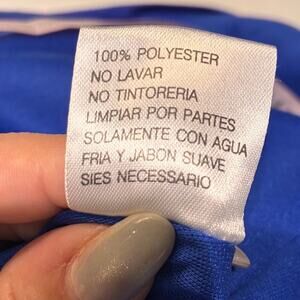 100% POLYESTER
NO LAVAR
NO TINTORERIA
LIMPIAR POR PARTES
SOLAMENTE CON AGUA
FRIA Y JABON SUAVE
SIES NECESSARIO